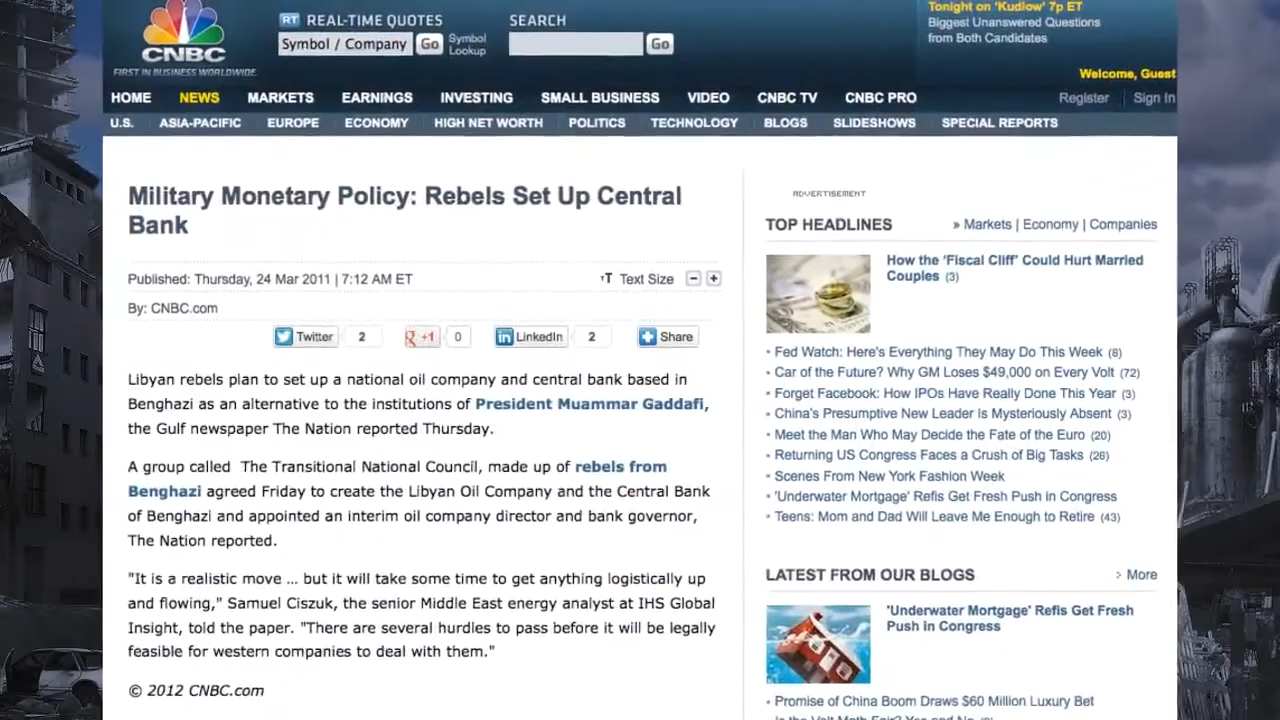 CNBC
FIRST IN BUSINESS WORLDWIDE.
RT REAL-TIME QUOTES
Symbol / Company Go Symbol
Lookup
SEARCH
Go
Tonight on 'Kudlow' 7p ET
Biggest Unanswered Questions
from Both Candidates
Welcome, Guest
Register Sign In
HOME NEWS MARKETS EARNINGS INVESTING SMALL BUSINESS VIDEO CNBC TV CNBC PRO
U.S. ASIA-PACIFIC EUROPE ECONOMY HIGH NET WORTH POLITICS TECHNOLOGY BLOGS SLIDESHOWS SPECIAL REPORTS
Military Monetary Policy: Rebels Set Up Central
Bank
Published: Thursday, 24 Mar 2011 | 7:12 AM ET
TT Text Size − +
By: CNBC.com
Twitter 2 +1 0 LinkedIn 2 Share
Libyan rebels plan to set up a national oil company and central bank based in
Benghazi as an alternative to the institutions of President Muammar Gaddafi,
the Gulf newspaper The Nation reported Thursday.
A group called The Transitional National Council, made up of rebels from
Benghazi agreed Friday to create the Libyan Oil Company and the Central Bank
of Benghazi and appointed an interim oil company director and bank governor,
The Nation reported.
"It is a realistic move ... but it will take some time to get anything logistically up
and flowing," Samuel Ciszuk, the senior Middle East energy analyst at IHS Global
Insight, told the paper. "There are several hurdles to pass before it will be legally
feasible for western companies to deal with them."
© 2012 CNBC.com
ADVERTISEMENT
TOP HEADLINES
» Markets | Economy | Companies
How the 'Fiscal Cliff' Could Hurt Married
Couples (3)
• Fed Watch: Here's Everything They May Do This Week (8)
• Car of the Future? Why GM Loses $49,000 on Every Volt (72)
• Forget Facebook: How IPOs Have Really Done This Year (3)
• China's Presumptive New Leader Is Mysteriously Absent (3)
• Meet the Man Who May Decide the Fate of the Euro (20)
• Returning US Congress Faces a Crush of Big Tasks (26)
• Scenes From New York Fashion Week
• 'Underwater Mortgage' Refis Get Fresh Push in Congress
• Teens: Mom and Dad Will Leave Me Enough to Retire (43)
LATEST FROM OUR BLOGS
> More
'Underwater Mortgage' Refis Get Fresh
Push in Congress
• Promise of China Boom Draws $60 Million Luxury Bet